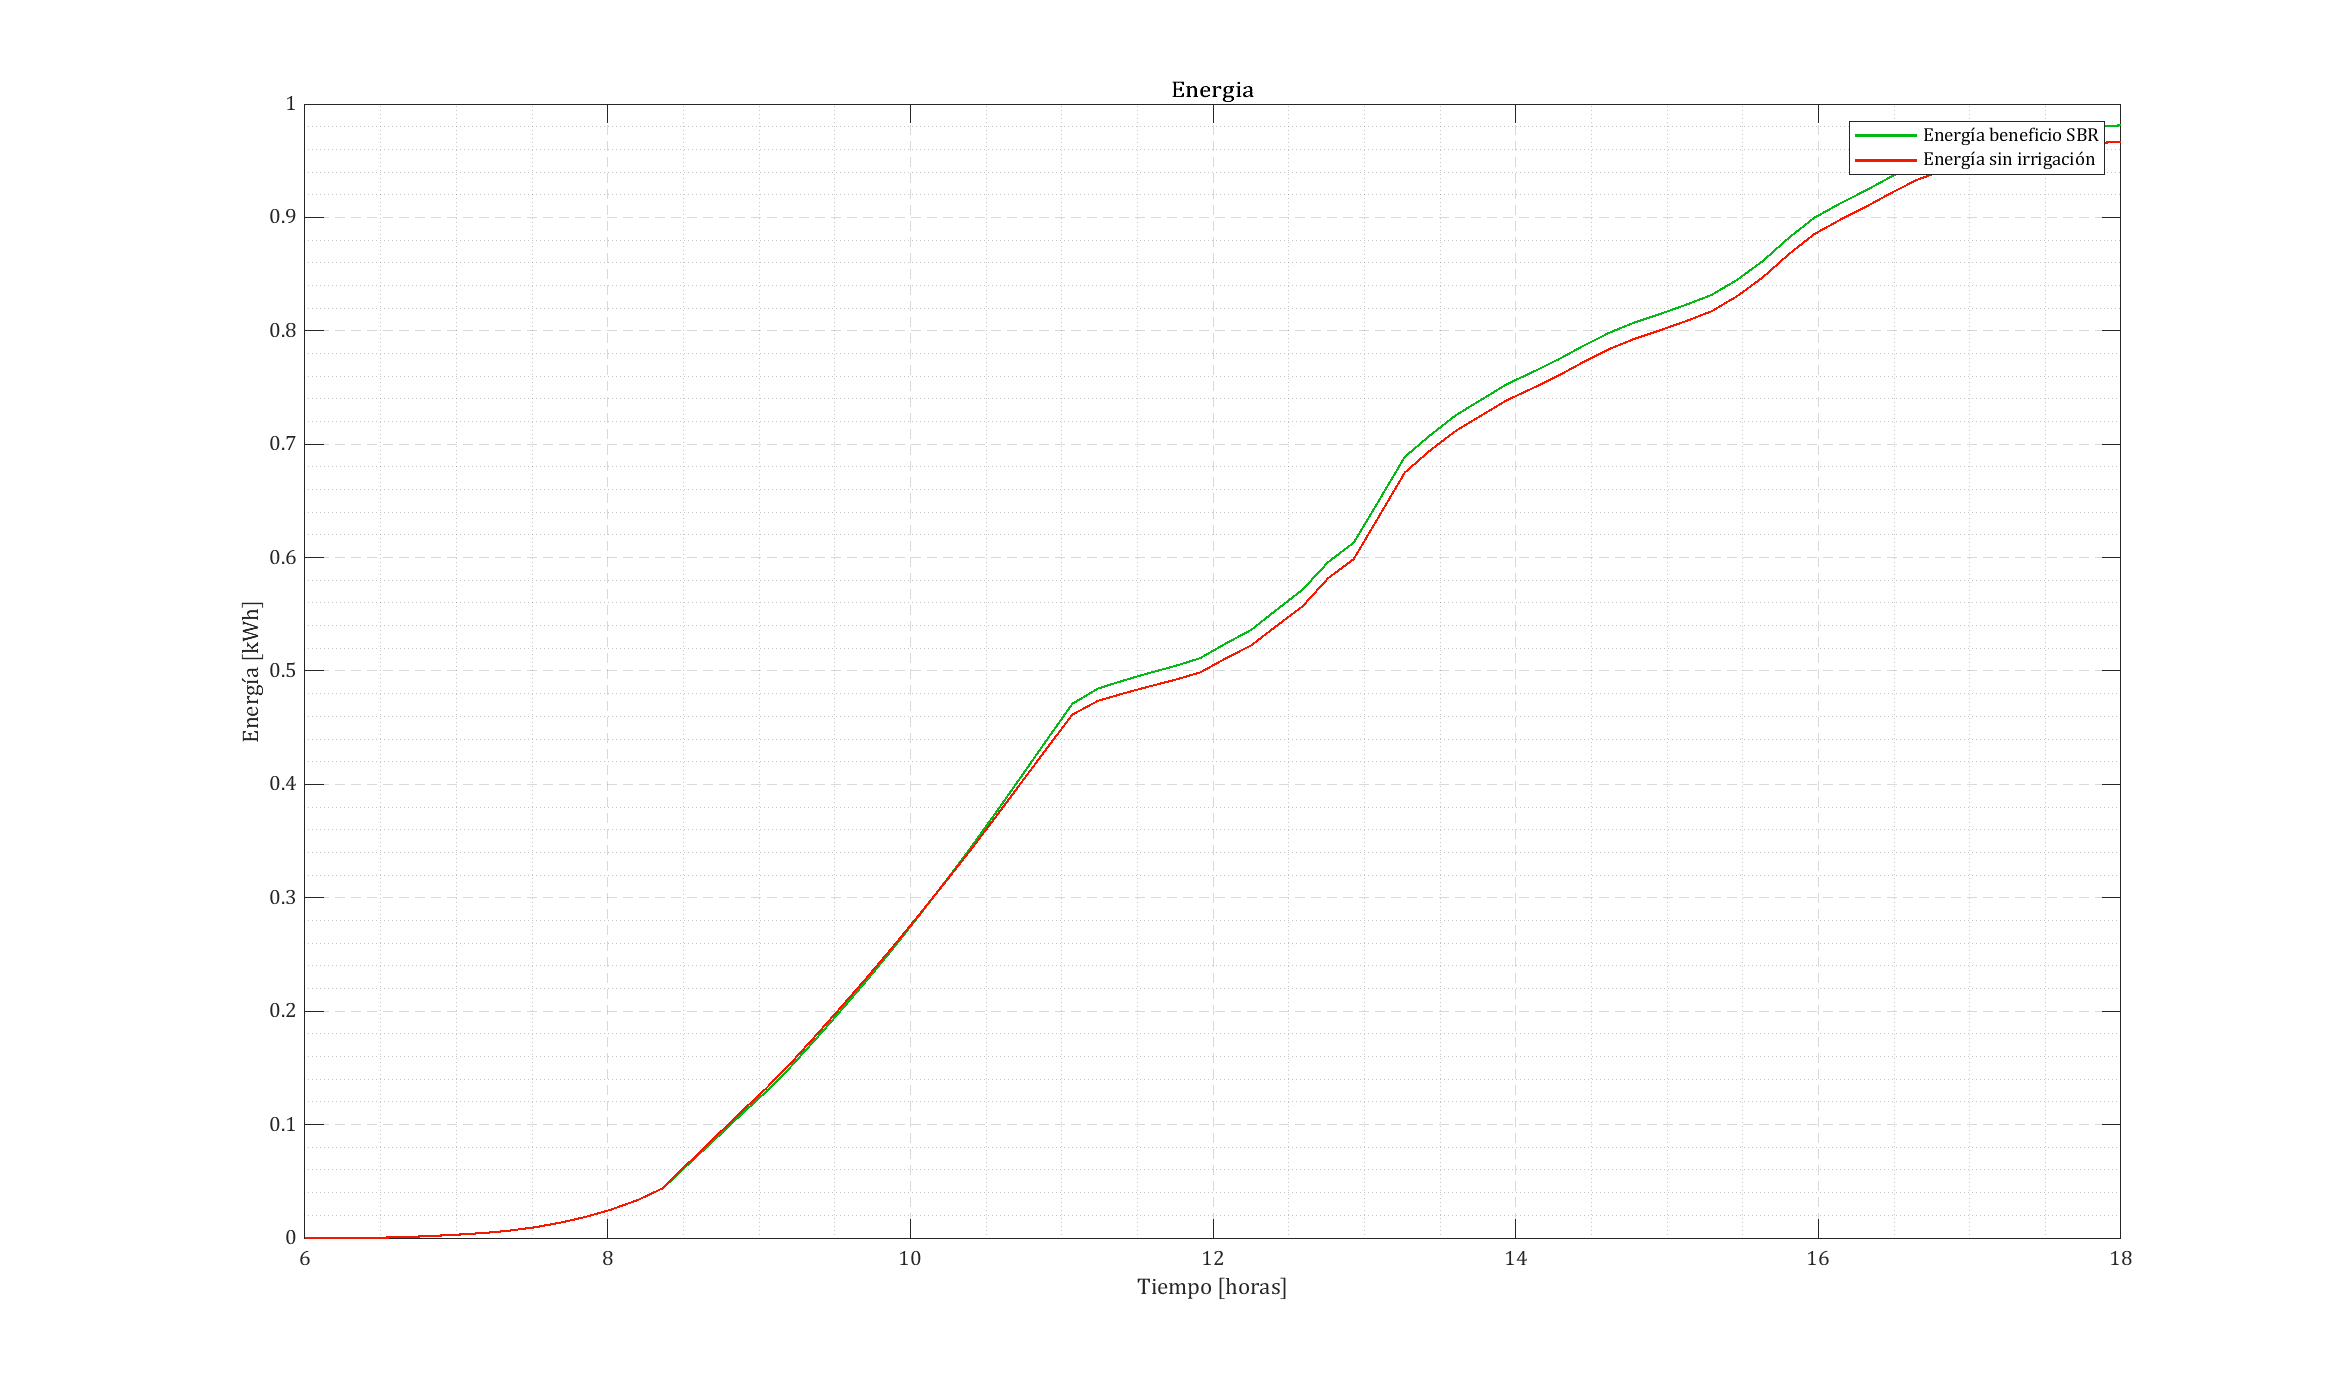 Energia
1
0.9
0.8
0.7
0.6
0.5
0.4
0.3
0.2
0.1
0
Energía [kWh]
Energía beneficio SBR
Energía sin irrigación
6 8 10 12 14 16 18
Tiempo [horas]